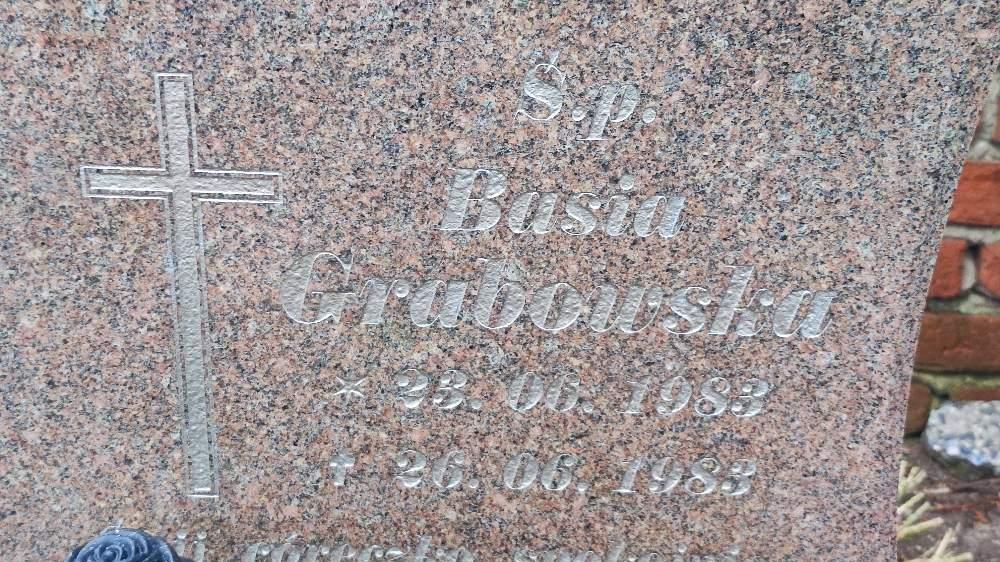 Ś.p.
Basia
Grabowska
* 23. 06. 1983
✝ 26. 06. 1983